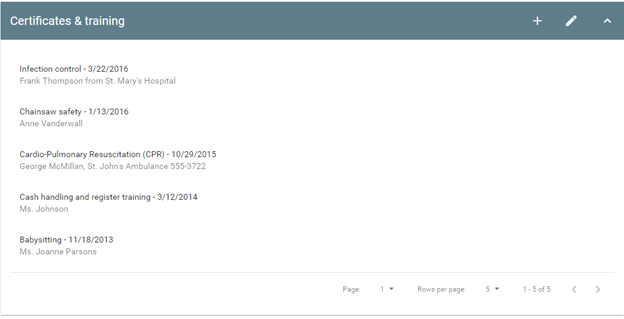 Certificates & training
Infection control - 3/22/2016
Frank Thompson from St. Mary's Hospital
Chainsaw safety - 1/13/2016
Anne Vanderwall
Cardio-Pulmonary Resuscitation (CPR) - 10/29/2015
George McMillan, St. John's Ambulance 555-3722
Cash handling and register training - 3/12/2014
Ms. Johnson
Babysitting - 11/18/2013
Ms. Joanne Parsons
Page: 1 Rows per page: 5 1 - 5 of 5